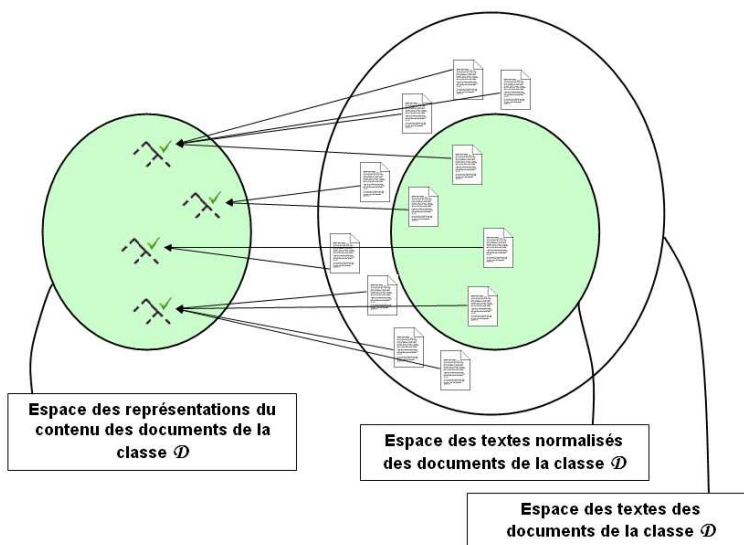 Espace des représentations du
contenu des documents de la
classe 𝒟
Espace des textes normalisés
des documents de la classe 𝒟
Espace des textes des
documents de la classe 𝒟